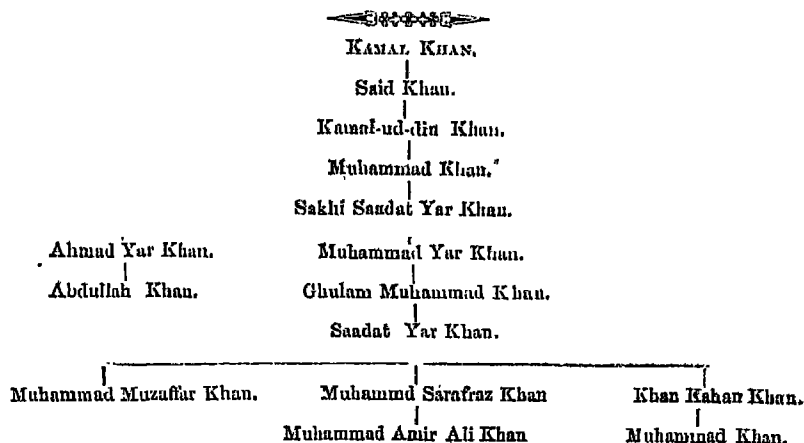 KAMAL KHAN.
Said Khan.
Kamal-ud-din Khan.
Muhammad Khan.
Sakhi Saadat Yar Khan.
Ahmad Yar Khan. Muhammad Yar Khan.
Abdullah Khan. Ghulam Muhammad Khan.
Saadat Yar Khan.
Muhammad Muzaffar Khan. Muhammd Sarafraz Khan Khan Kahan Khan.
Muhammad Amir Ali Khan Muhammad Khan.